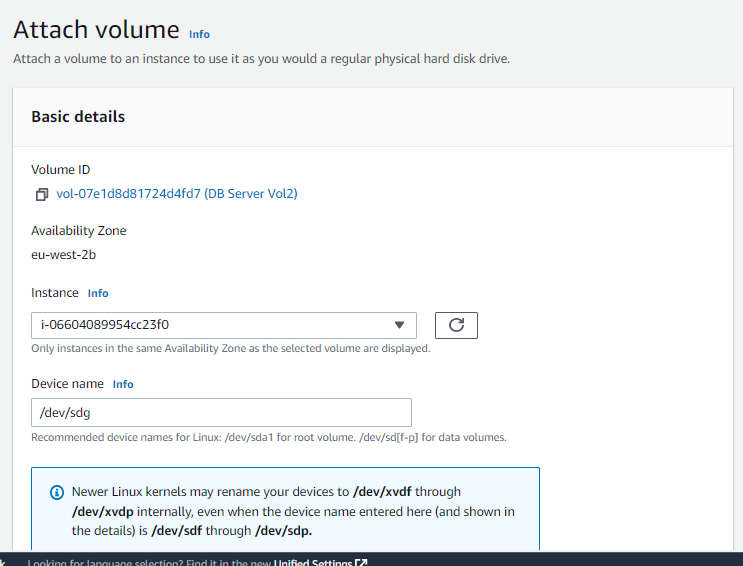 Attach volume Info
Attach a volume to an instance to use it as you would a regular physical hard disk drive.
Basic details
Volume ID
vol-07e1d8d81724d4fd7 (DB Server Vol2)
Availability Zone
eu-west-2b
Instance Info
i-06604089954cc23f0
Only instances in the same Availability Zone as the selected volume are displayed.
Device name Info
/dev/sdg
Recommended device names for Linux: /dev/sda1 for root volume. /dev/sd[f-p] for data volumes.
Newer Linux kernels may rename your devices to /dev/xvdf through
/dev/xvdp internally, even when the device name entered here (and shown in
the details) is /dev/sdf through /dev/sdp.
Looking for language selection? Find it in the new Unified Settings